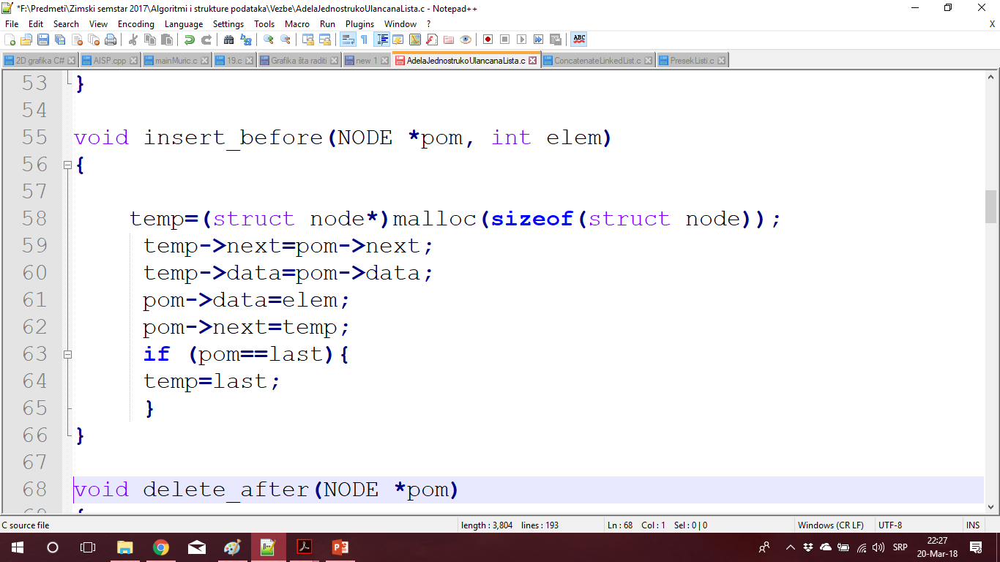 *F:\Predmeti\Zimski semstar 2017\Algoritmi i strukture podataka\Vezbe\AdelaJednostrukoUlancanaLista.c - Notepad++
File Edit Search View Encoding Language Settings Tools Macro Run Plugins Window ? X
2D grafika C# AISP.cpp mainMuric.c 19.c Grafika šta raditi new 1 AdelaJednostrukoUlancanaLista.c ConcatenateLinkedList.c PresekListi.c
53 }
54
55 void insert_before(NODE *pom, int elem)
56 {
57
58 temp=(struct node*)malloc(sizeof(struct node));
59 temp->next=pom->next;
60 temp->data=pom->data;
61 pom->data=elem;
62 pom->next=temp;
63 if (pom==last){
64 temp=last;
65 }
66 }
67
68 void delete_after(NODE *pom)
69 {
C source file length : 3,804 lines : 193 Ln : 68 Col : 1 Sel : 0 | 0 Windows (CR LF) UTF-8 INS
SRP 22:27
20-Mar-18